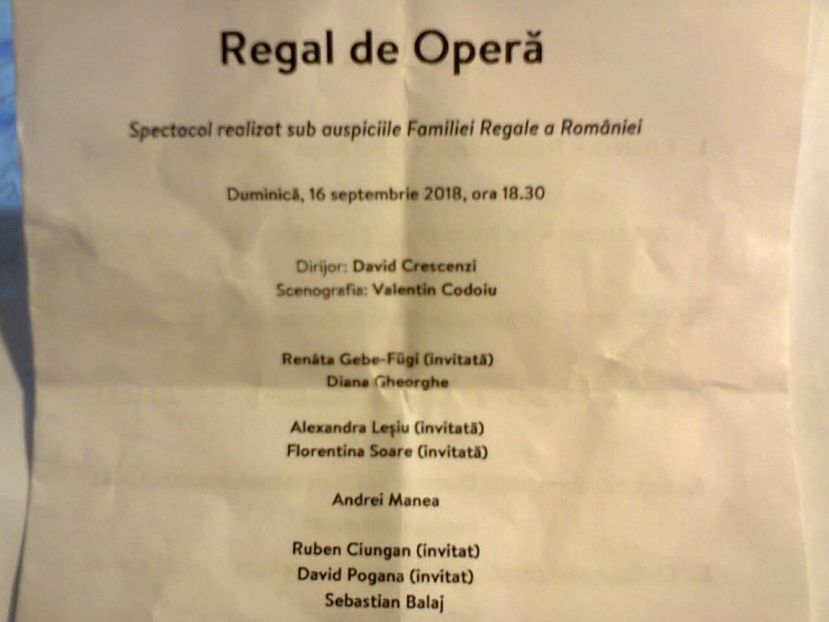 Regal de Operă
Spectacol realizat sub auspiciile Familiei Regale a României
Duminică, 16 septembrie 2018, ora 18.30
Dirijor: David Crescenzi
Scenografia: Valentin Codoiu
Renáta Gebe-Fügi (invitată)
Diana Gheorghe
Alexandra Leşiu (invitată)
Florentina Soare (invitată)
Andrei Manea
Ruben Ciungan (invitat)
David Pogana (invitat)
Sebastian Balaj